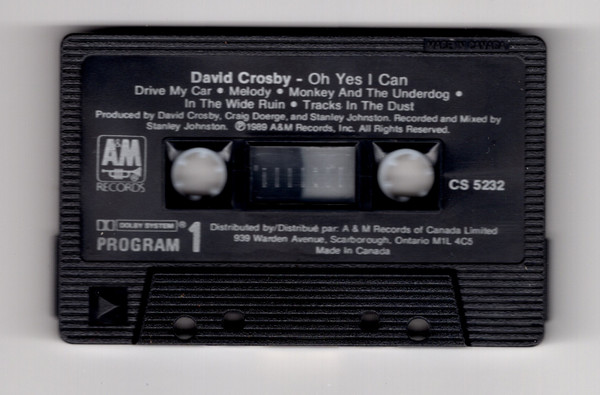 David Crosby - Oh Yes I Can
Drive My Car • Melody • Monkey And The Underdog •
In The Wide Ruin • Tracks In The Dust
Produced by David Crosby, Craig Doerge, and Stanley Johnston. Recorded and Mixed by
Stanley Johnston. ℗1989 A&M Records, Inc. All Rights Reserved.
A&M
RECORDS
CS 5232
DOLBY SYSTEM®
PROGRAM 1
Distributed by/Distribué par: A & M Records of Canada Limited
939 Warden Avenue, Scarborough. Ontario M1L 4C5
Made in Canada